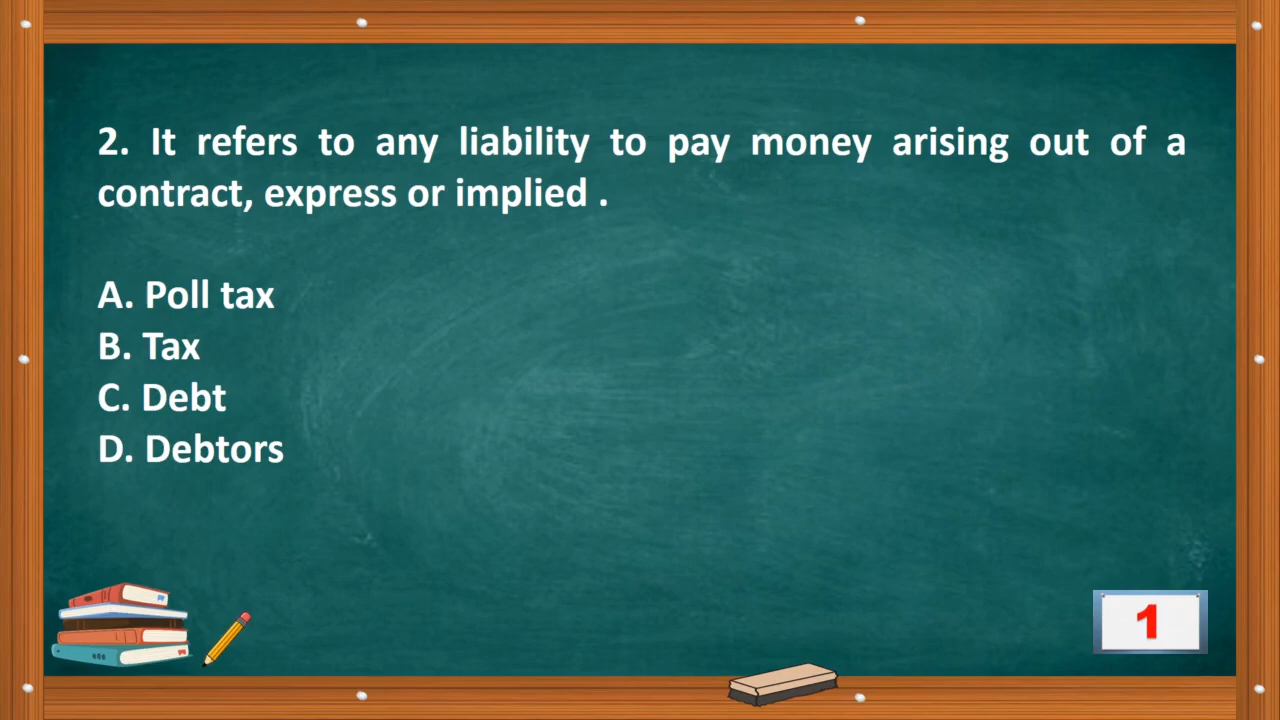 2. It refers to any liability to pay money arising out of a
contract, express or implied .
A. Poll tax
B. Tax
C. Debt
D. Debtors
1